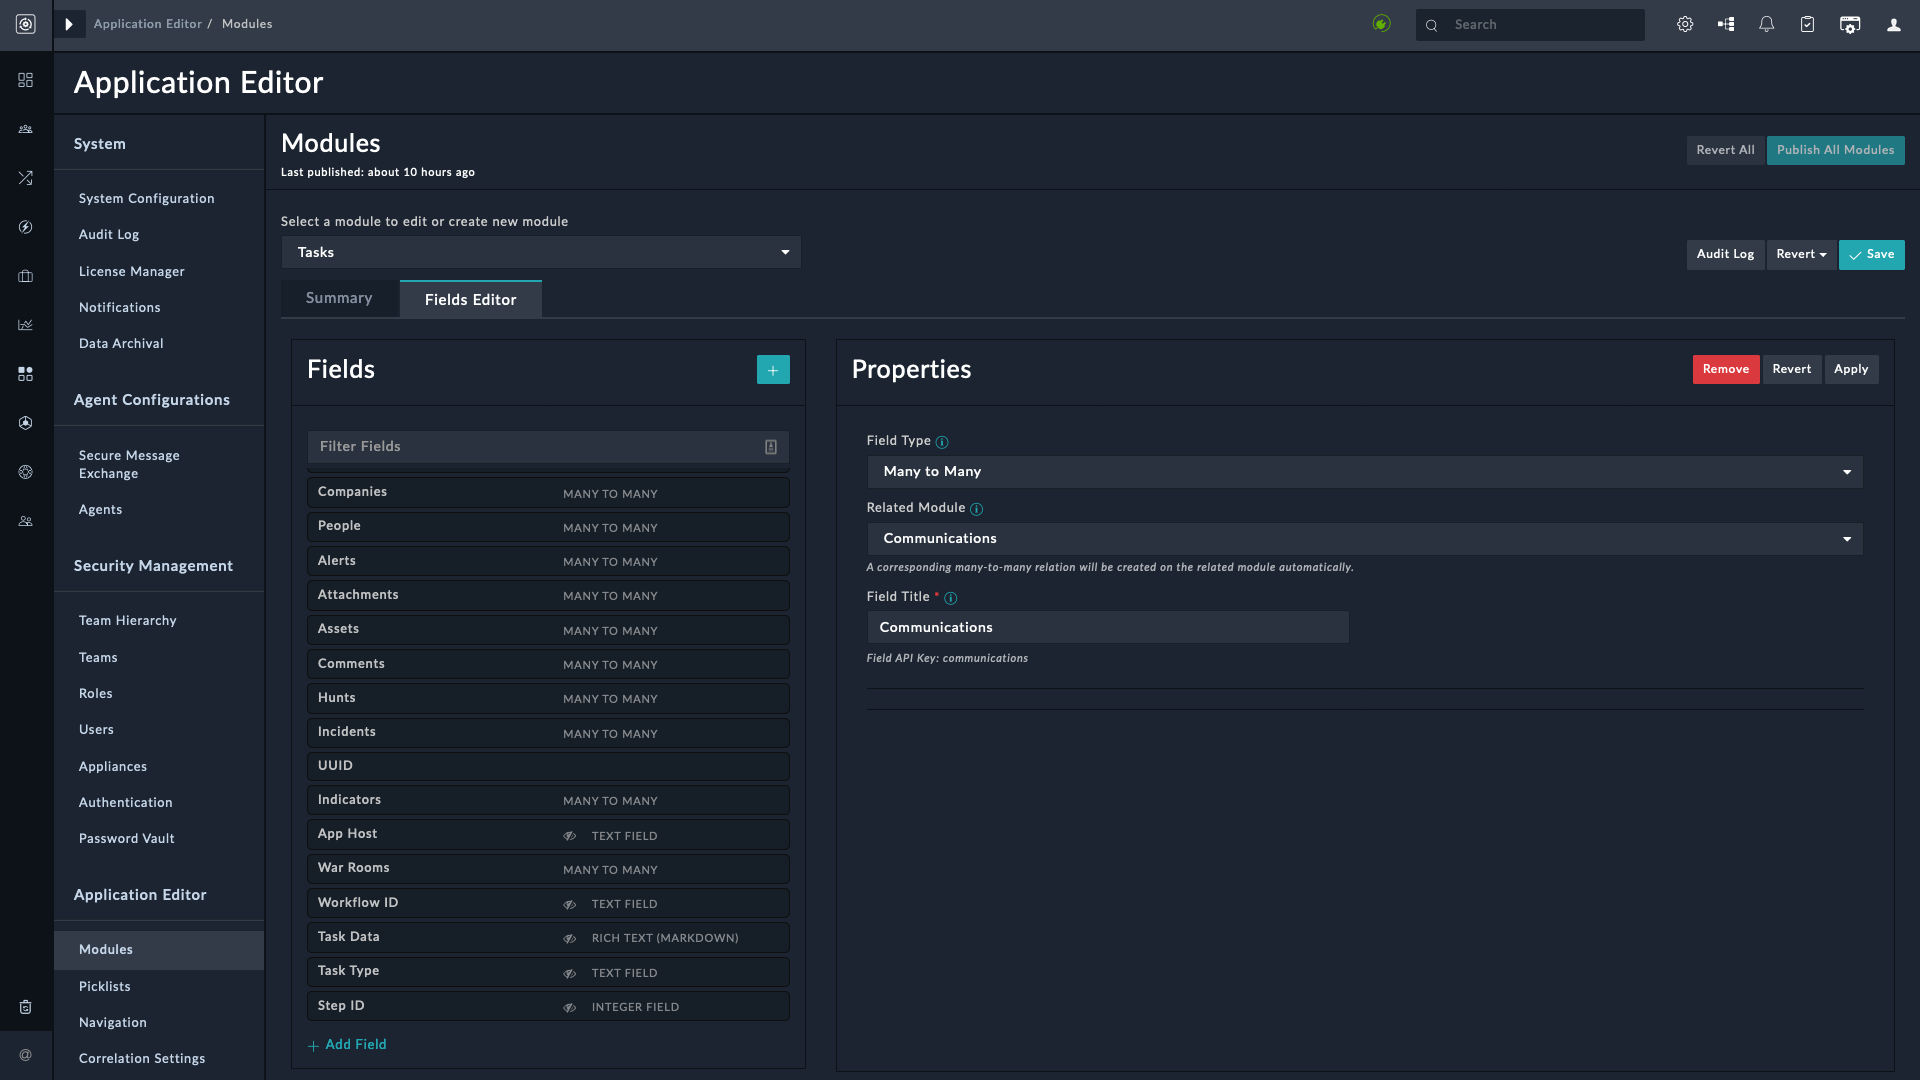 Application Editor / Modules
Search
Application Editor
System
System Configuration
Audit Log
License Manager
Notifications
Data Archival
Agent Configurations
Secure Message
Exchange
Agents
Security Management
Team Hierarchy
Teams
Roles
Users
Appliances
Authentication
Password Vault
Application Editor
Modules
Picklists
Navigation
Correlation Settings
@
Modules
Last published: about 10 hours ago
Revert All
Publish All Modules
Select a module to edit or create new module
Tasks
Audit Log
Revert
Save
Summary
Fields Editor
Fields
+
Filter Fields
Companies MANY TO MANY
People MANY TO MANY
Alerts MANY TO MANY
Attachments MANY TO MANY
Assets MANY TO MANY
Comments MANY TO MANY
Hunts MANY TO MANY
Incidents MANY TO MANY
UUID
Indicators MANY TO MANY
App Host TEXT FIELD
War Rooms MANY TO MANY
Workflow ID TEXT FIELD
Task Data RICH TEXT (MARKDOWN)
Task Type TEXT FIELD
Step ID INTEGER FIELD
+ Add Field
Properties
Remove
Revert
Apply
Field Type
Many to Many
Related Module
Communications
A corresponding many-to-many relation will be created on the related module automatically.
Field Title *
Communications
Field API Key: communications